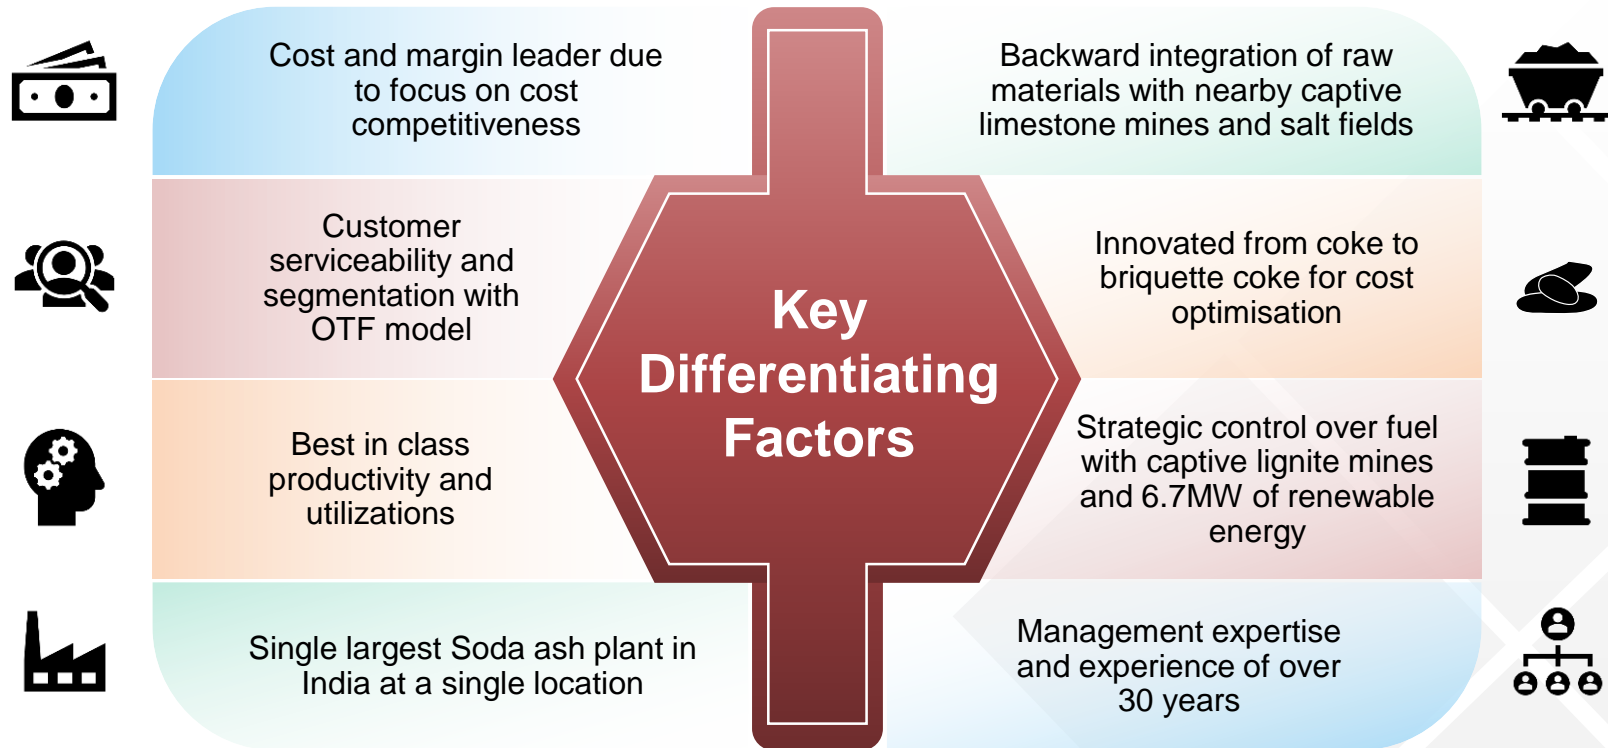 Cost and margin leader due
to focus on cost
competitiveness
Customer
serviceability and
segmentation with
OTF model
Best in class
productivity and
utilizations
Single largest Soda ash plant in
India at a single location
Key
Differentiating
Factors
Backward integration of raw
materials with nearby captive
limestone mines and salt fields
Innovated from coke to
briquette coke for cost
optimisation
Strategic control over fuel
with captive lignite mines
and 6.7MW of renewable
energy
Management expertise
and experience of over
30 years